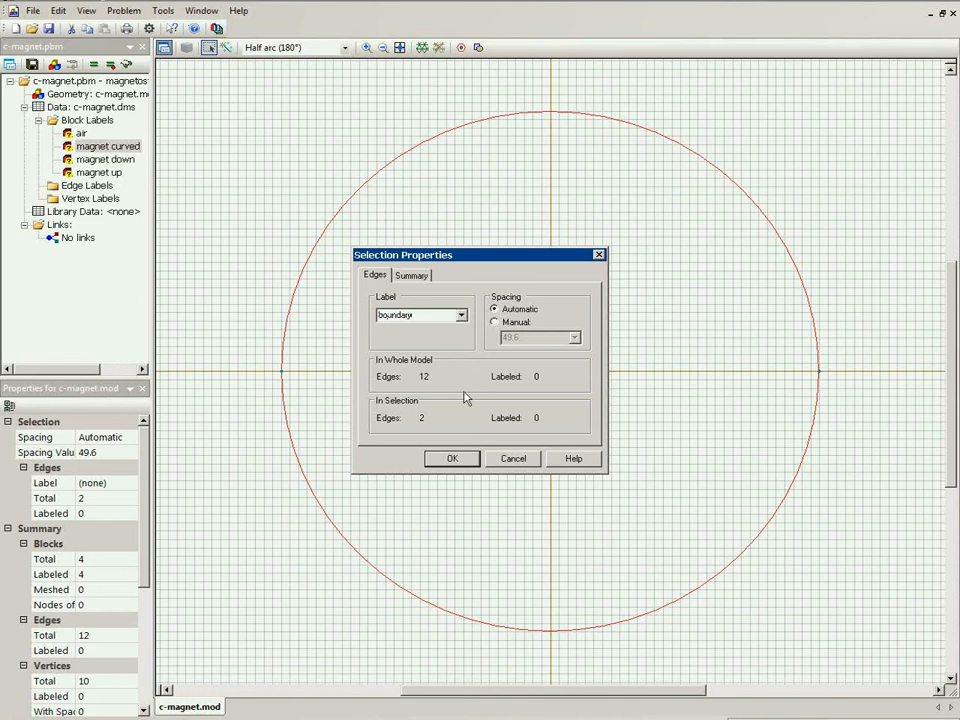 File Edit View Problem Tools Window Help
Half arc (180°)
c-magnet.pbm
c-magnet.pbm - magnetos
Geometry: c-magnet.m
Data: c-magnet.dms
Block Labels
air
magnet curved
magnet down
magnet up
Edge Labels
Vertex Labels
Library Data: <none>
Links:
No links
Properties for c-magnet.mod
Selection
Spacing Automatic
Spacing Valu 49.6
Edges
Label (none)
Total 2
Labeled 0
Summary
Blocks
Total 4
Labeled 4
Meshed 0
Nodes of 0
Edges
Total 12
Labeled 0
Vertices
Total 10
Labeled 0
With Spa 0
Selection Properties
Edges Summary
Label
boundary
Spacing
Automatic
Manual:
49.6
In Whole Model
Edges: 12 Labeled: 0
In Selection
Edges: 2 Labeled: 0
OK Cancel Help
c-magnet.mod